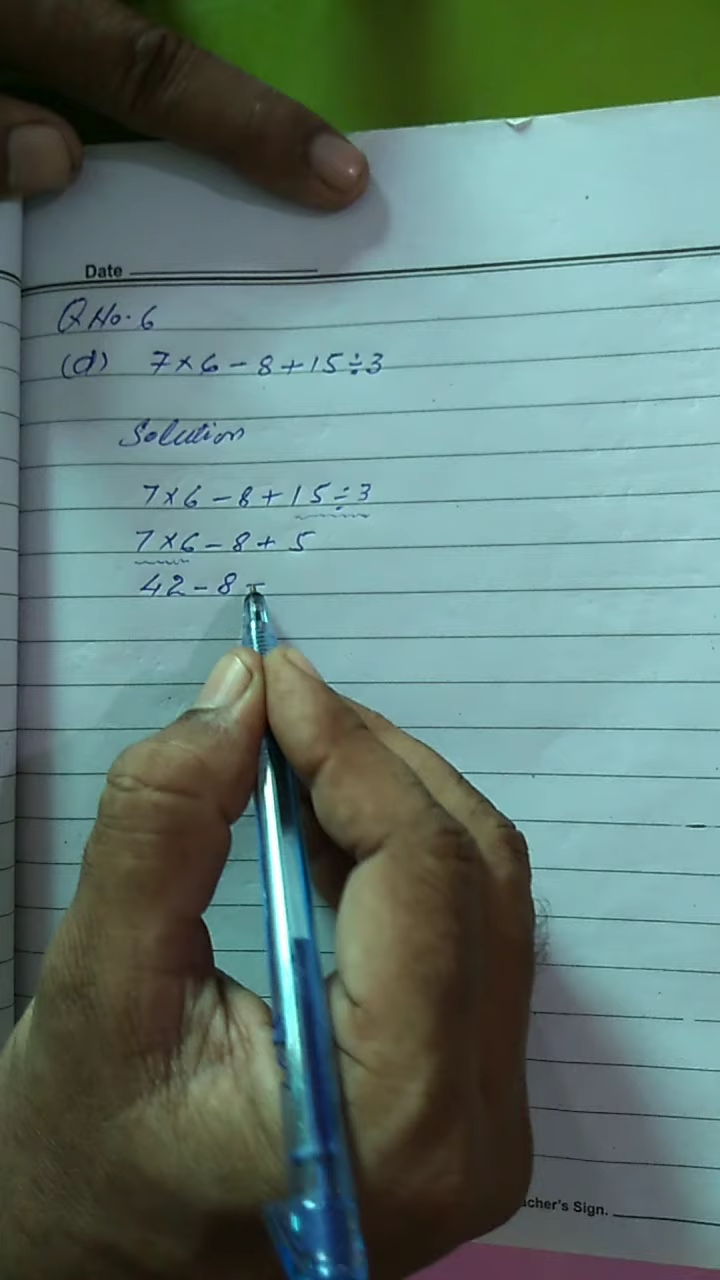 Date
Q No. 6
(d) 7×6-8+15÷3
Solution
7×6-8+15÷3
7×6-8+5
42-8
acher's Sign.